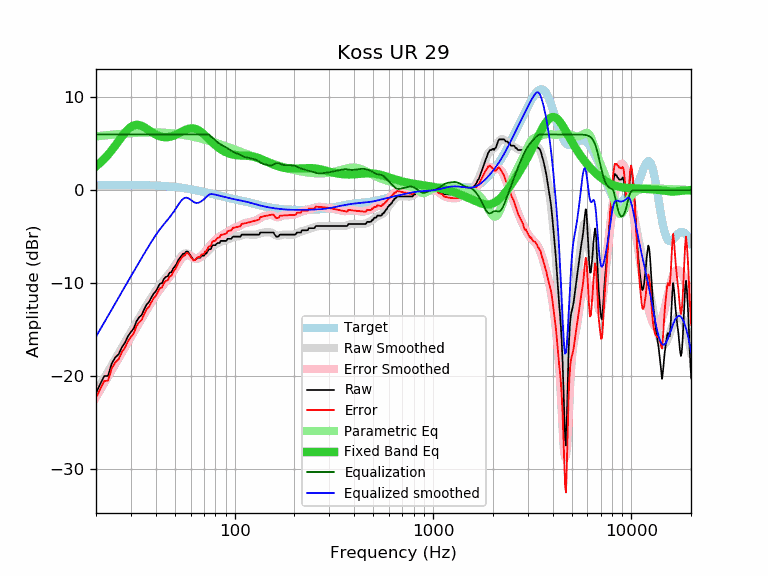 Koss UR 29
Amplitude (dBr)
10
0
−10
−20
−30
Target
Raw Smoothed
Error Smoothed
Raw
Error
Parametric Eq
Fixed Band Eq
Equalization
Equalized smoothed
100
1000
10000
Frequency (Hz)